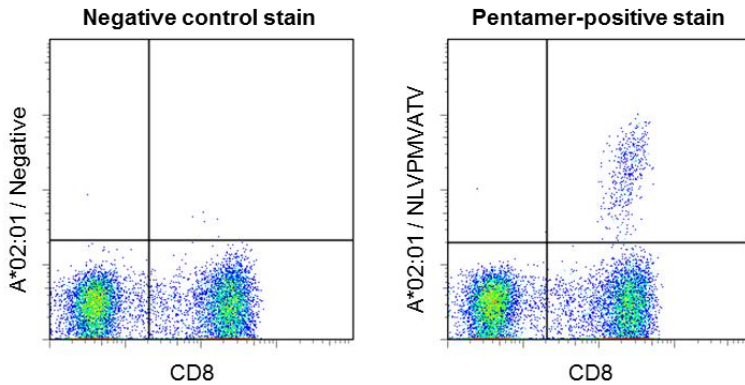 Negative control stain
A*02:01 / Negative
CD8
Pentamer-positive stain
A*02:01 / NLVPMVATV
CD8